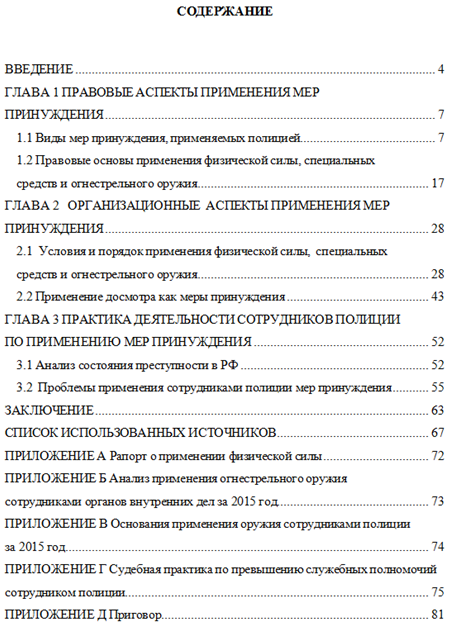 СОДЕРЖАНИЕ
ВВЕДЕНИЕ 4
ГЛАВА 1 ПРАВОВЫЕ АСПЕКТЫ ПРИМЕНЕНИЯ МЕР
ПРИНУЖДЕНИЯ 7
1.1 Виды мер принуждения, применяемых полицией 7
1.2 Правовые основы применения физической силы, специальных
средств и огнестрельного оружия 17
ГЛАВА 2 ОРГАНИЗАЦИОННЫЕ АСПЕКТЫ ПРИМЕНЕНИЯ МЕР
ПРИНУЖДЕНИЯ 28
2.1 Условия и порядок применения физической силы, специальных
средств и огнестрельного оружия 28
2.2 Применение досмотра как меры принуждения 43
ГЛАВА 3 ПРАКТИКА ДЕЯТЕЛЬНОСТИ СОТРУДНИКОВ ПОЛИЦИИ
ПО ПРИМЕНЕНИЮ МЕР ПРИНУЖДЕНИЯ 52
3.1 Анализ состояния преступности в РФ 52
3.2 Проблемы применения сотрудниками полиции мер принуждения 55
ЗАКЛЮЧЕНИЕ 63
СПИСОК ИСПОЛЬЗОВАННЫХ ИСТОЧНИКОВ 67
ПРИЛОЖЕНИЕ А Рапорт о применении физической силы 72
ПРИЛОЖЕНИЕ Б Анализ применения огнестрельного оружия
сотрудниками органов внутренних дел за 2015 год 73
ПРИЛОЖЕНИЕ В Основания применения оружия сотрудниками полиции
за 2015 год 74
ПРИЛОЖЕНИЕ Г Судебная практика по превышению служебных полномочий
сотрудником полиции 75
ПРИЛОЖЕНИЕ Д Приговор 81